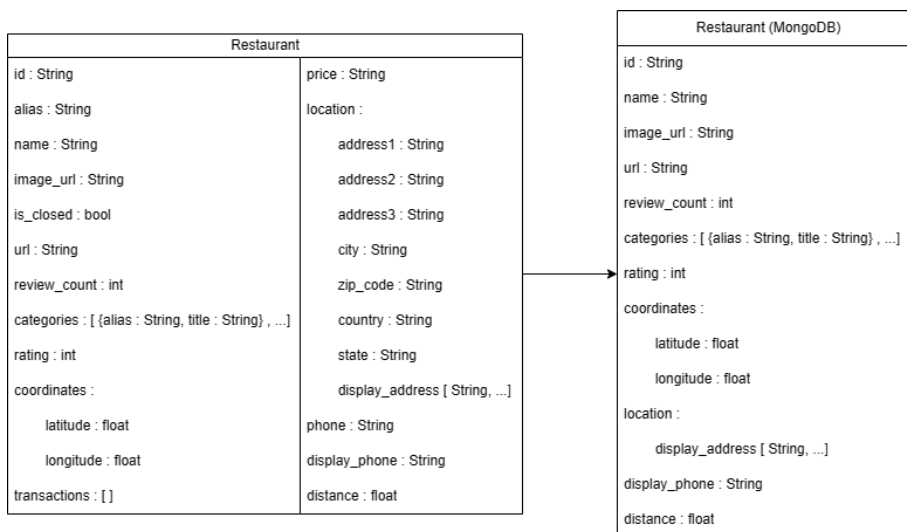 Restaurant
id : String
alias : String
name : String
image_url : String
is_closed : bool
url : String
review_count : int
categories : [ {alias : String, title : String} , ...]
rating : int
coordinates :
latitude : float
longitude : float
transactions : [ ]
price : String
location :
address1 : String
address2 : String
address3 : String
city : String
zip_code : String
country : String
state : String
display_address [ String, ...]
phone : String
display_phone : String
distance : float
Restaurant (MongoDB)
id : String
name : String
image_url : String
url : String
review_count : int
categories : [ {alias : String, title : String} , ...]
rating : int
coordinates :
latitude : float
longitude : float
location :
display_address [ String, ...]
display_phone : String
distance : float